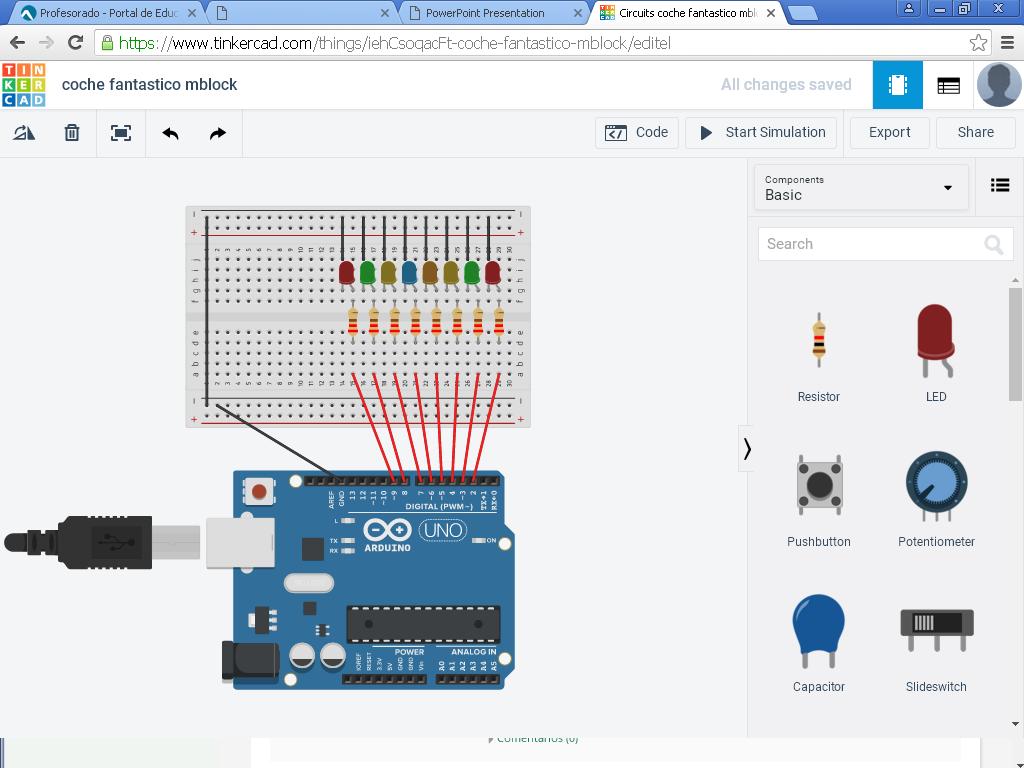 Profesorado - Portal de Educ
PowerPoint Presentation
Circuits coche fantastico mbl
https://www.tinkercad.com/things/iehCsoqacFt-coche-fantastico-mblock/editel
TIN
KER
CAD
coche fantastico mblock
All changes saved
Code
Start Simulation
Export
Share
Components
Basic
Search
Resistor
LED
Pushbutton
Potentiometer
Capacitor
Slideswitch
AREF
GND
13
12
~11
~10
~9
8
7
~6
~5
4
~3
2
TX→1
RX←0
DIGITAL (PWM~)
L
TX
RX
ARDUINO
UNO
ON
POWER
ANALOG IN
IOREF
RESET
3.3V
5V
GND
GND
Vin
A0
A1
A2
A3
A4
A5
Comentarios (0)